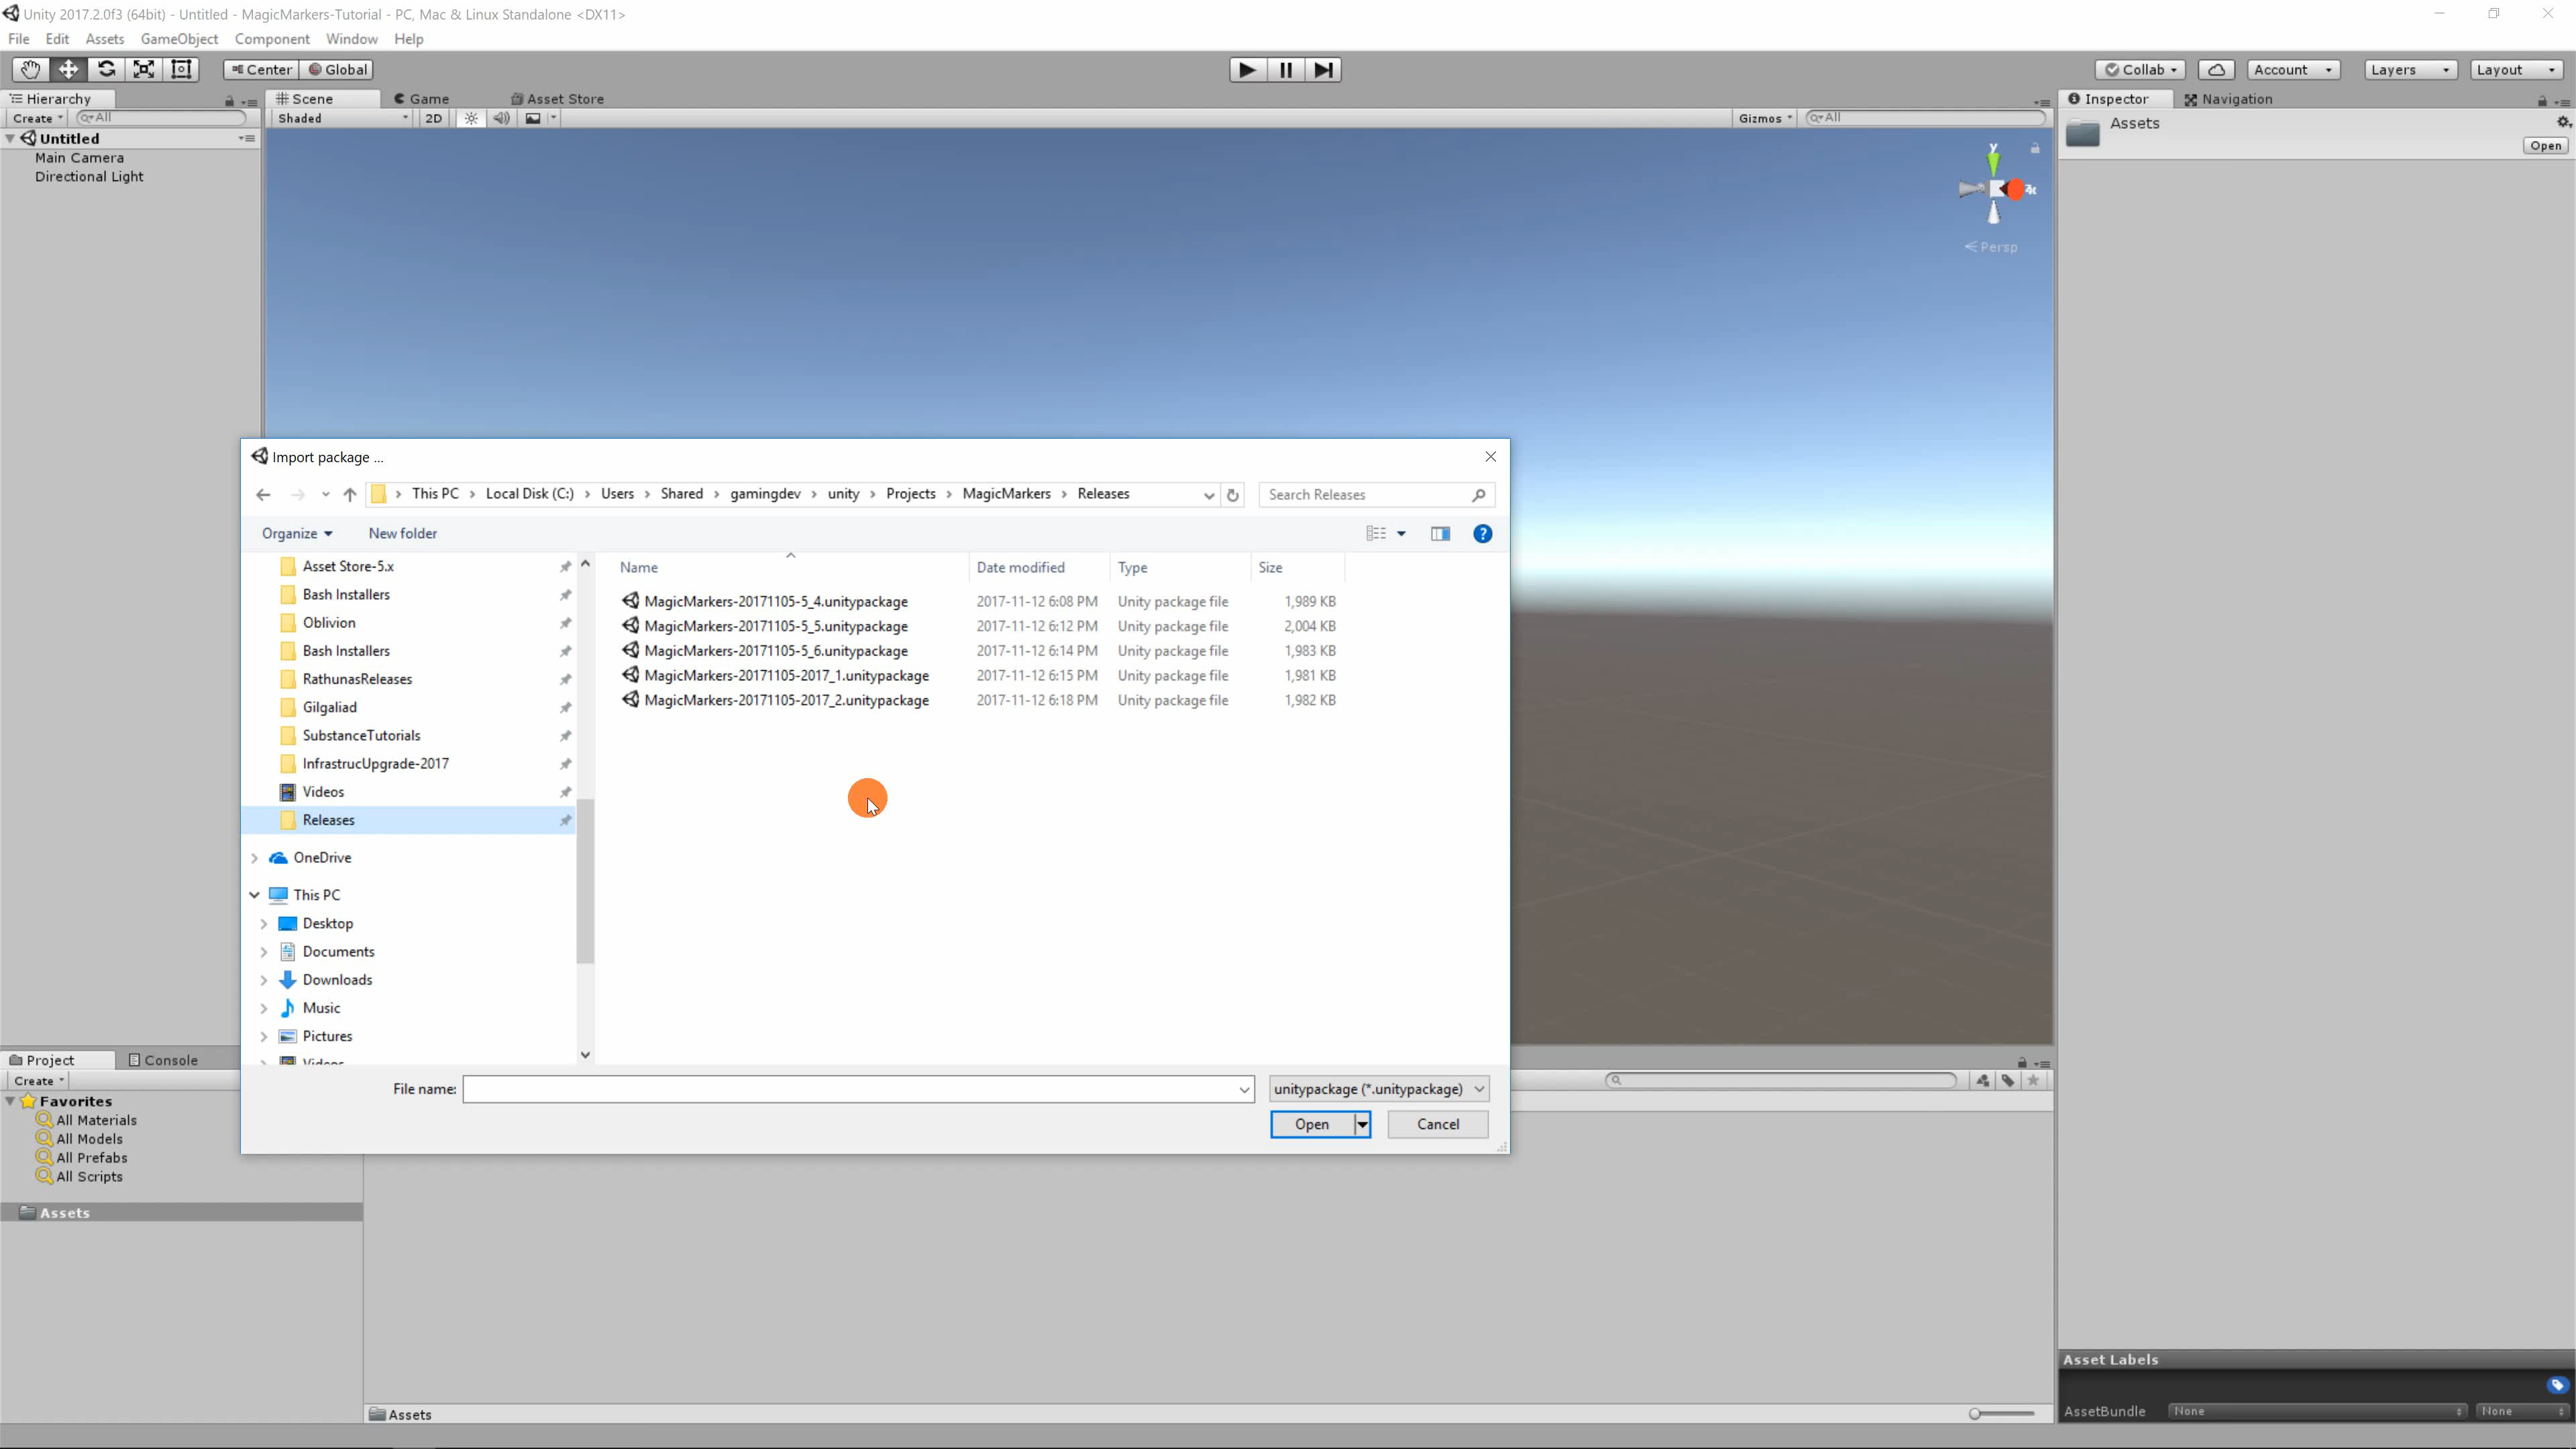 Unity 2017.2.0f3 (64bit) - Untitled - MagicMarkers-Tutorial - PC, Mac & Linux Standalone <DX11>
File Edit Assets GameObject Component Window Help
Center Global Collab Account Layers Layout
Hierarchy Scene Game Asset Store Inspector Navigation
Create All Shaded 2D Gizmos All Assets
Open
Untitled
Main Camera
Directional Light
y
Persp
Import package ...
This PC Local Disk (C:) Users Shared gamingdev unity Projects MagicMarkers Releases Search Releases
Organize New folder
Name Date modified Type Size
Asset Store-5.x
Bash Installers
Oblivion
Bash Installers
RathunasReleases
Gilgaliad
SubstanceTutorials
InfrastrucUpgrade-2017
Videos
Releases
OneDrive
This PC
Desktop
Documents
Downloads
Music
Pictures
Videos
MagicMarkers-20171105-5_4.unitypackage 2017-11-12 6:08 PM Unity package file 1,989 KB
MagicMarkers-20171105-5_5.unitypackage 2017-11-12 6:12 PM Unity package file 2,004 KB
MagicMarkers-20171105-5_6.unitypackage 2017-11-12 6:14 PM Unity package file 1,983 KB
MagicMarkers-20171105-2017_1.unitypackage 2017-11-12 6:15 PM Unity package file 1,981 KB
MagicMarkers-20171105-2017_2.unitypackage 2017-11-12 6:18 PM Unity package file 1,982 KB
File name: unitypackage (*.unitypackage)
Open Cancel
Project Console
Create
Favorites
All Materials
All Models
All Prefabs
All Scripts
Assets
Assets
Asset Labels
AssetBundle None None